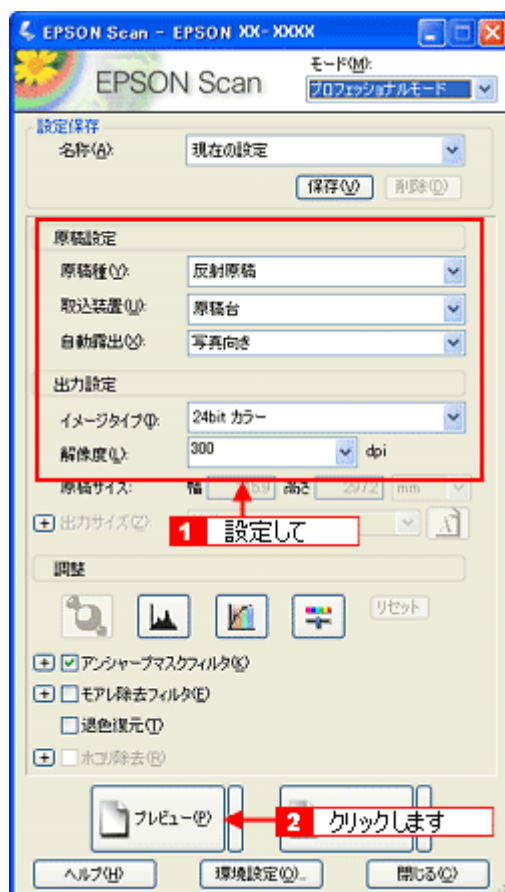 EPSON Scan - EPSON XX-XXXX
EPSON Scan
モード(M):
プロフェッショナルモード
設定保存
名称(A): 現在の設定
保存(V) 削除(D)
原稿設定
原稿種(Y): 反射原稿
取込装置(U): 原稿台
自動露出(X): 写真向き
出力設定
イメージタイプ(I): 24bit カラー
解像度(L): 300 dpi
原稿サイズ: 幅 高さ 297.2 mm
出力サイズ(Z):
1 設定して
調整
リセット
アンシャープマスクフィルタ(K)
モアレ除去フィルタ(E)
退色復元(T)
ホコリ除去(R)
プレビュー(P)
2 クリックします
ヘルプ(H) 環境設定(O)... 閉じる(C)